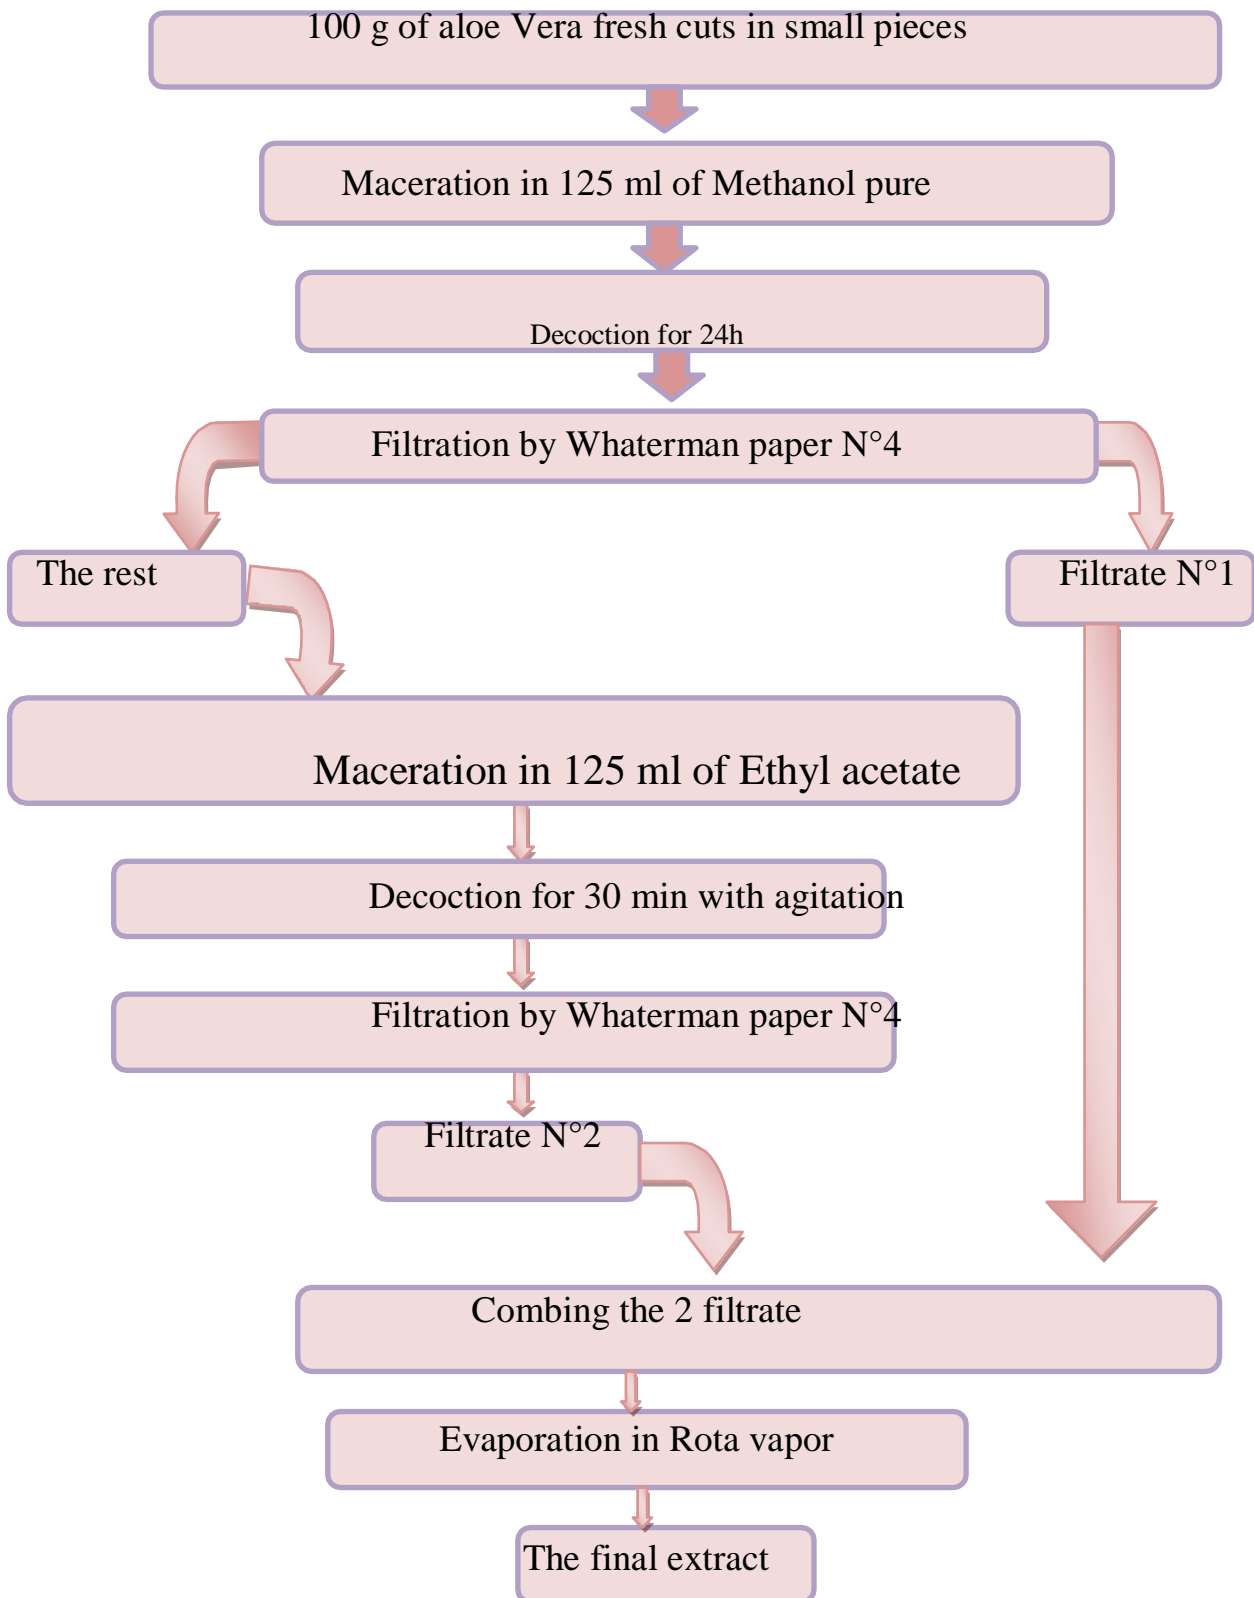 100 g of aloe Vera fresh cuts in small pieces
Maceration in 125 ml of Methanol pure
Decoction for 24h
Filtration by Whaterman paper N°4
The rest
Filtrate N°1
Maceration in 125 ml of Ethyl acetate
Decoction for 30 min with agitation
Filtration by Whaterman paper N°4
Filtrate N°2
Combing the 2 filtrate
Evaporation in Rota vapor
The final extract